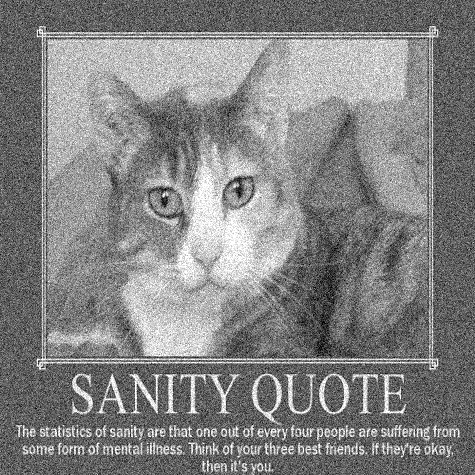 SANITY QUOTE
The statistics of sanity are that one out of every four people are suffering from
some form of mental illness. Think of your three best friends. If they're okay,
then it's you.